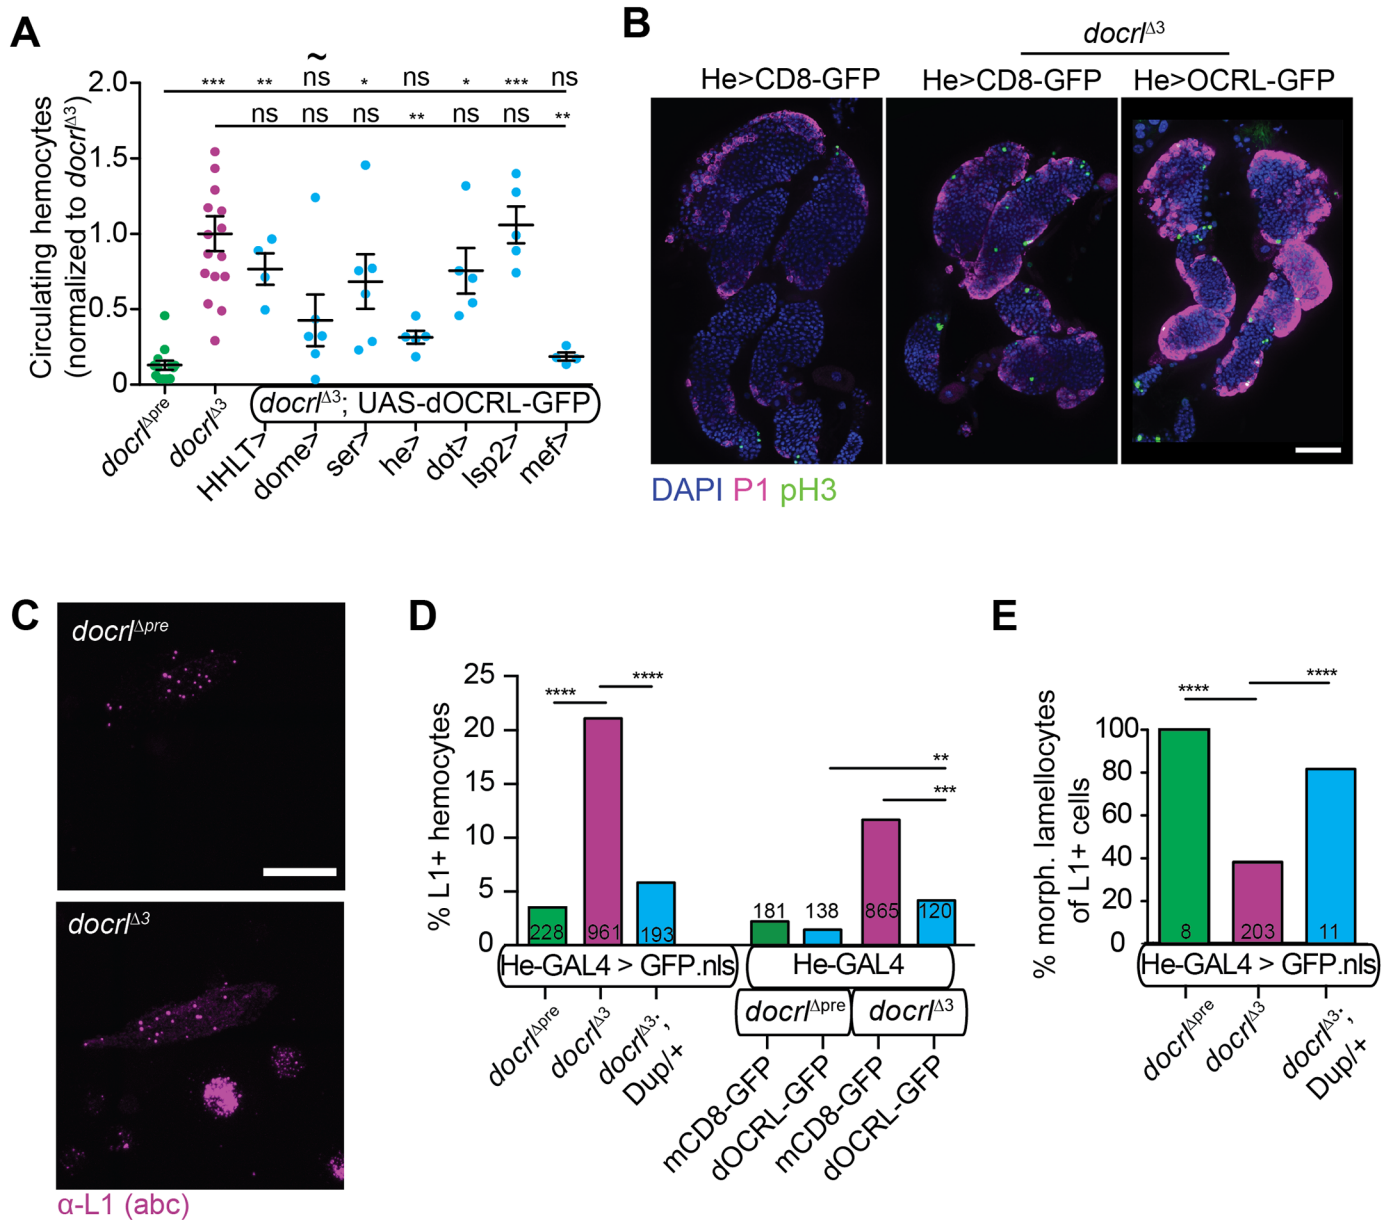 A
Circulating hemocytes
(normalized to docrlΔ3)
2.0
1.5
1.0
0.5
0
~
*** ** ns * ns * *** ns
ns ns ns ** ns ns **
docrlΔ3; UAS-dOCRL-GFP
docrlΔpre
docrlΔ3
HHLT>
dome>
ser>
he>
dot>
lsp2>
mef>
B
docrlΔ3
He>CD8-GFP
He>CD8-GFP
He>OCRL-GFP
DAPI P1 pH3
C
docrlΔpre
docrlΔ3
α-L1 (abc)
D
% L1+ hemocytes
25
20
15
10
5
0
**** ****
**
***
228 961 193
181 138 865 120
He-GAL4 > GFP.nls
He-GAL4
docrlΔpre
docrlΔ3
docrlΔpre
docrlΔ3
docrlΔ3;
Dup/+
mCD8-GFP
dOCRL-GFP
mCD8-GFP
dOCRL-GFP
E
% morph. lamellocytes
of L1+ cells
100
80
60
40
20
0
**** ****
8 203 11
He-GAL4 > GFP.nls
docrlΔpre
docrlΔ3
docrlΔ3;
Dup/+